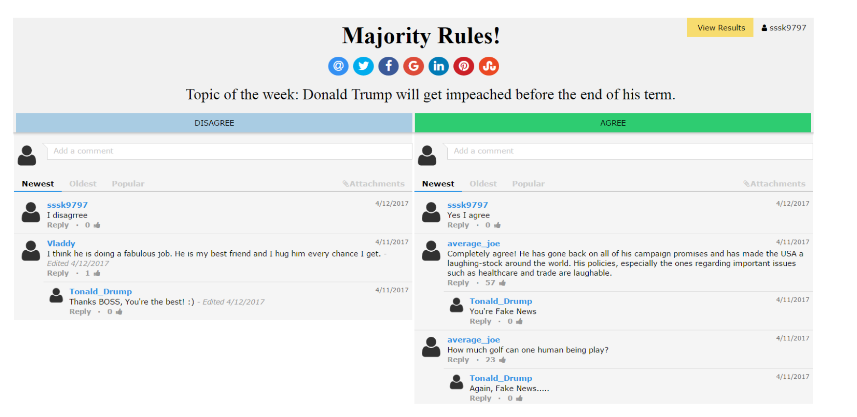 Majority Rules!
View Results
sssk9797
Topic of the week: Donald Trump will get impeached before the end of his term.
DISAGREE
Add a comment
Newest Oldest Popular Attachments
sssk9797 4/12/2017
I disagrree
Reply • 0
Vladdy 4/11/2017
I think he is doing a fabulous job. He is my best friend and I hug him every chance I get. -
Edited 4/12/2017
Reply • 1
Tonald_Drump 4/11/2017
Thanks BOSS, You're the best! :) - Edited 4/12/2017
Reply • 0
AGREE
Add a comment
Newest Oldest Popular Attachments
sssk9797 4/12/2017
Yes I agree
Reply • 0
average_joe 4/11/2017
Completely agree! He has gone back on all of his campaign promises and has made the USA a
laughing-stock around the world. His policies, especially the ones regarding important issues
such as healthcare and trade are laughable.
Reply • 57
Tonald_Drump 4/11/2017
You're Fake News
Reply • 0
average_joe 4/11/2017
How much golf can one human being play?
Reply • 23
Tonald_Drump 4/11/2017
Again, Fake News.....
Reply • 0